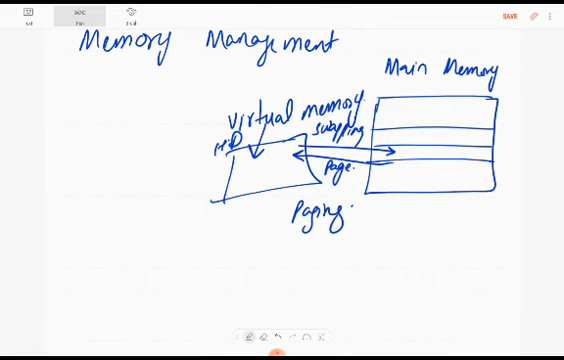 SAVE
Memory Management
Main Memory
virtual memory
swapping
Page
Paging